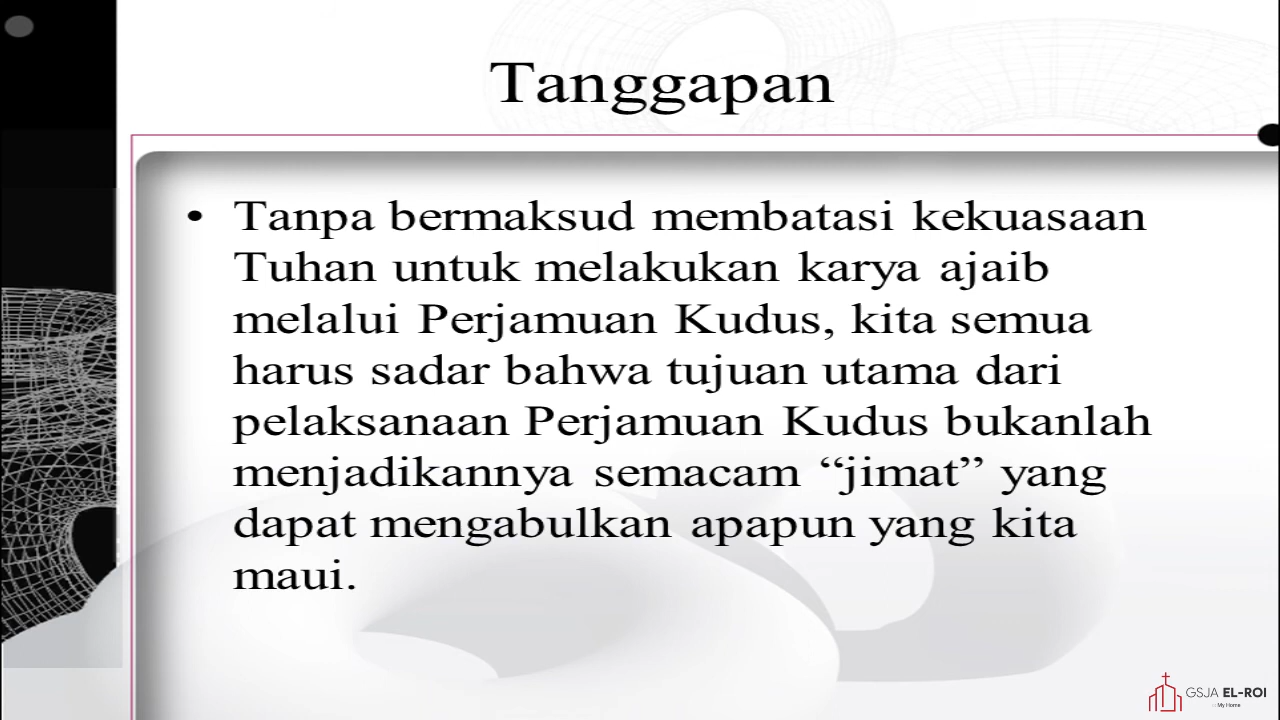 Tanggapan
• Tanpa bermaksud membatasi kekuasaan
Tuhan untuk melakukan karya ajaib
melalui Perjamuan Kudus, kita semua
harus sadar bahwa tujuan utama dari
pelaksanaan Perjamuan Kudus bukanlah
menjadikannya semacam “jimat” yang
dapat mengabulkan apapun yang kita
maui.
GSJA EL-ROI
My Home